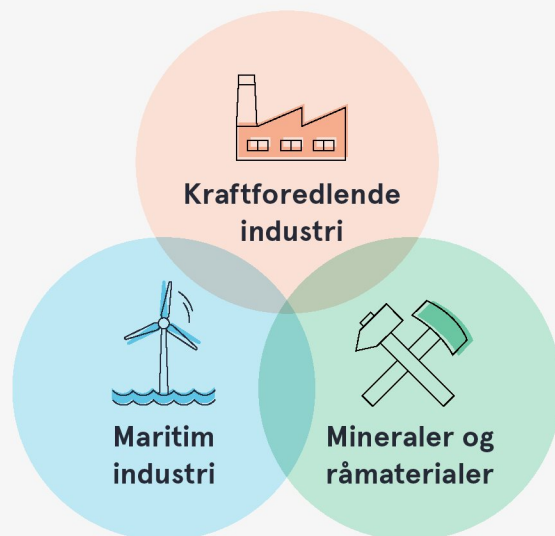 Kraftforedlende
industri
Maritim
industri
Mineraler og
råmaterialer